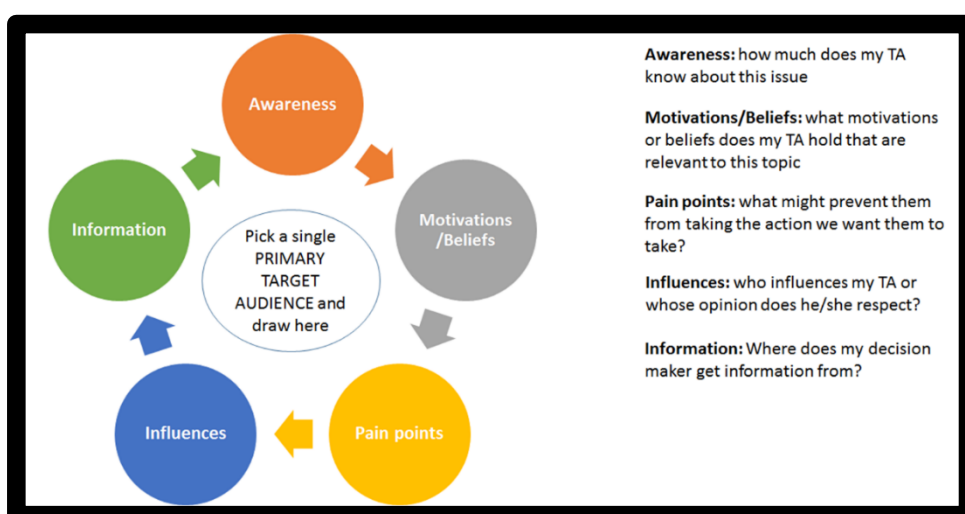 Awareness
Motivations
/Beliefs
Pain points
Influences
Information
Pick a single
PRIMARY
TARGET
AUDIENCE and
draw here
Awareness: how much does my TA
know about this issue
Motivations/Beliefs: what motivations
or beliefs does my TA hold that are
relevant to this topic
Pain points: what might prevent them
from taking the action we want them to
take?
Influences: who influences my TA or
whose opinion does he/she respect?
Information: Where does my decision
maker get information from?